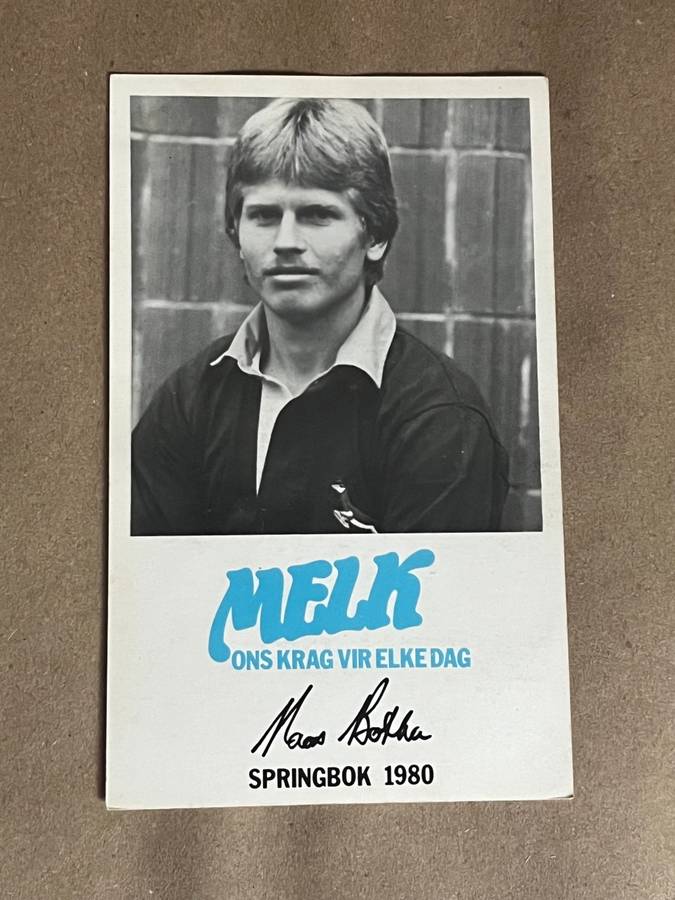 MELK
ONS KRAG VIR ELKE DAG
Naas Botha
SPRINGBOK 1980